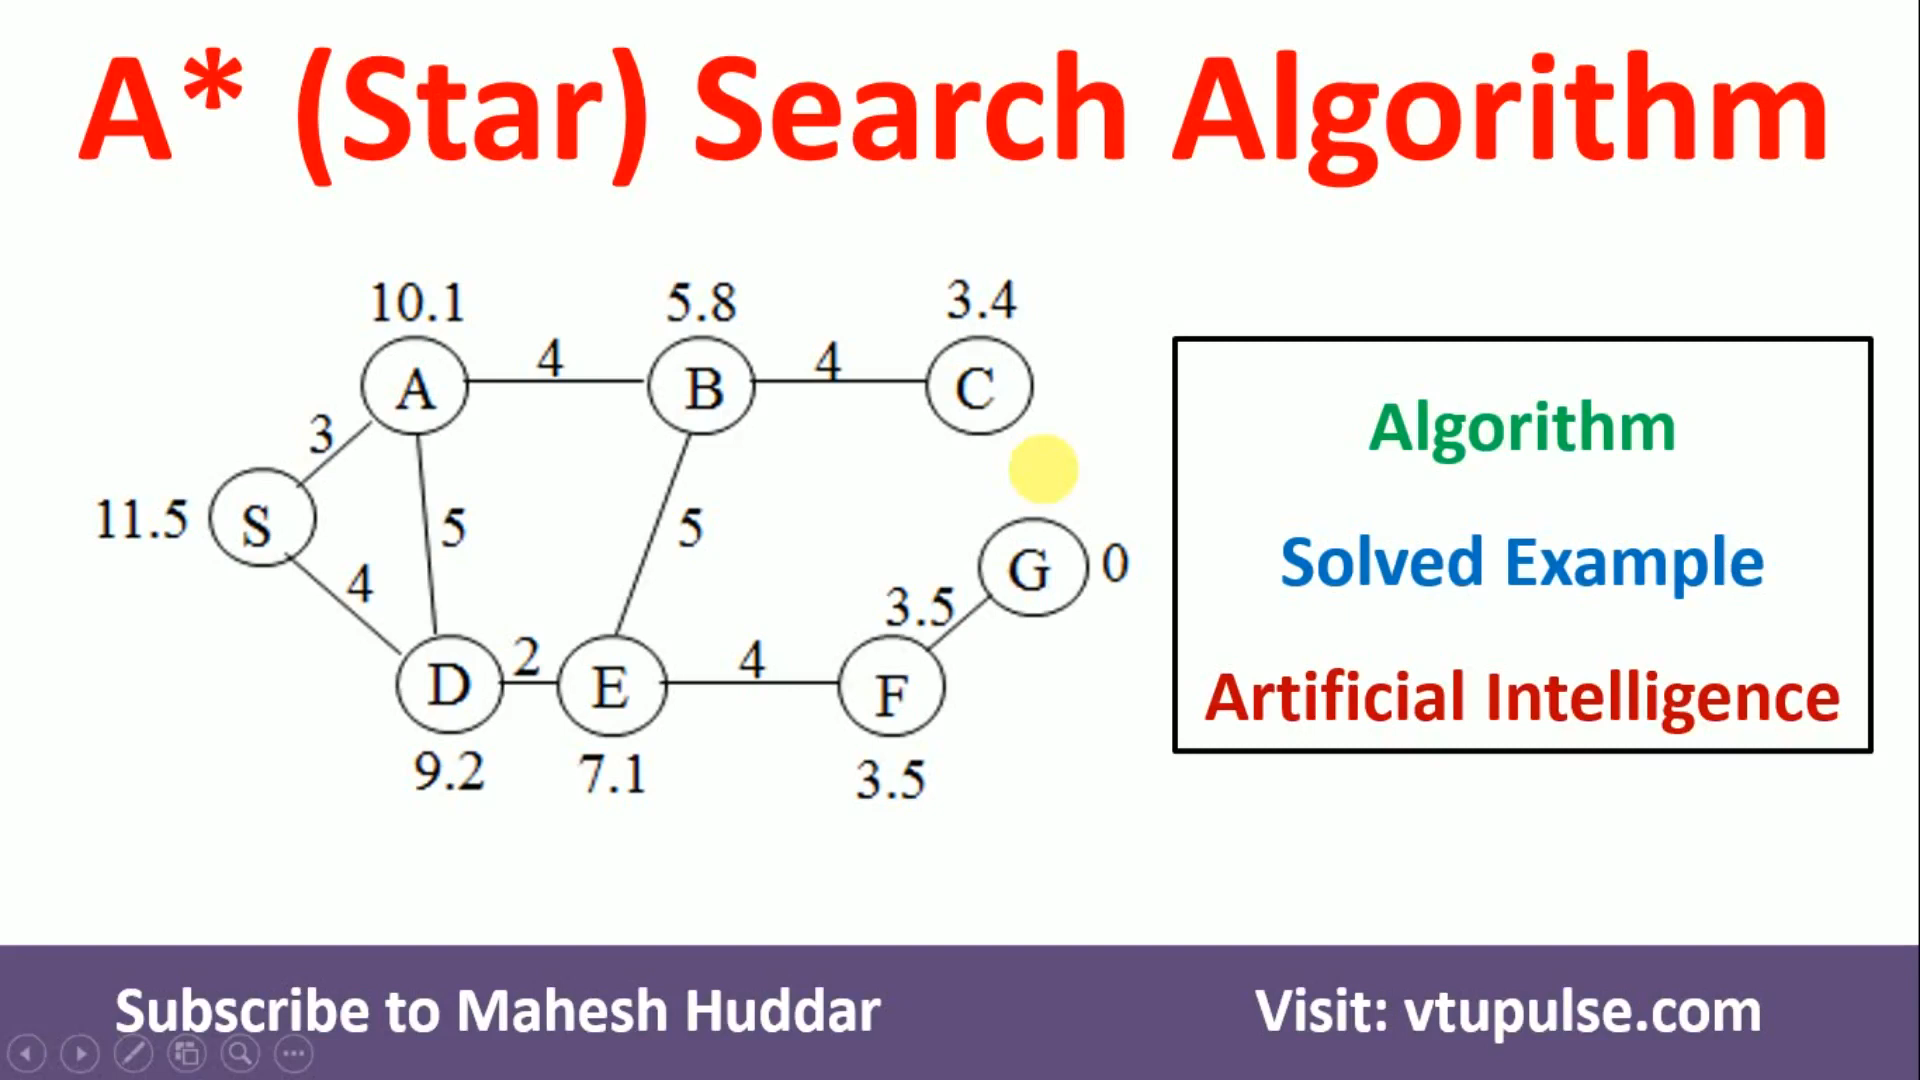 A* (Star) Search Algorithm
10.1 5.8 3.4
A 4 B 4 C
3
11.5 S 5 5 G 0
4 3.5
D 2 E 4 F
9.2 7.1 3.5
Algorithm
Solved Example
Artificial Intelligence
Subscribe to Mahesh Huddar
Visit: vtupulse.com